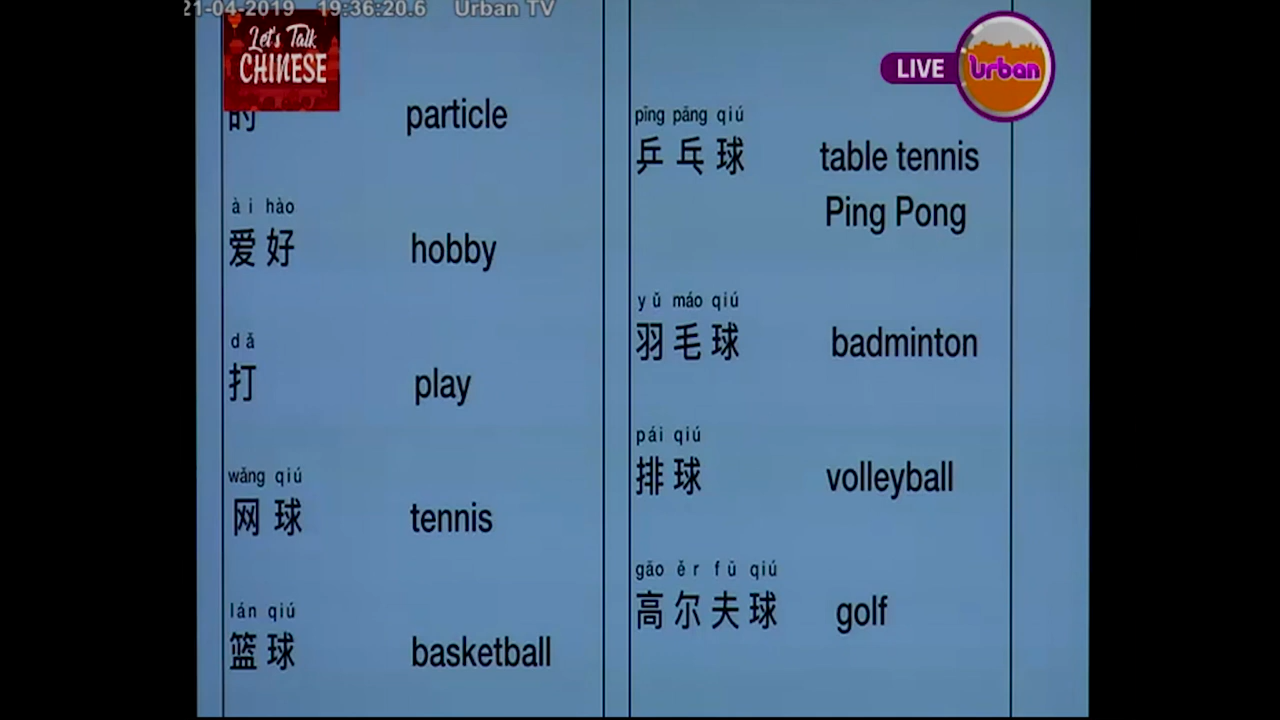 21-04-2019 19:36:20.6 Urban TV
Let's Talk
CHINESE
LIVE Urban
的 particle
ài hào
爱好 hobby
dǎ
打 play
wǎng qiú
网球 tennis
lán qiú
篮球 basketball
pīng pāng qiú
乒乓球 table tennis
Ping Pong
yǔ máo qiú
羽毛球 badminton
pái qiú
排球 volleyball
gāo ěr fū qiú
高尔夫球 golf